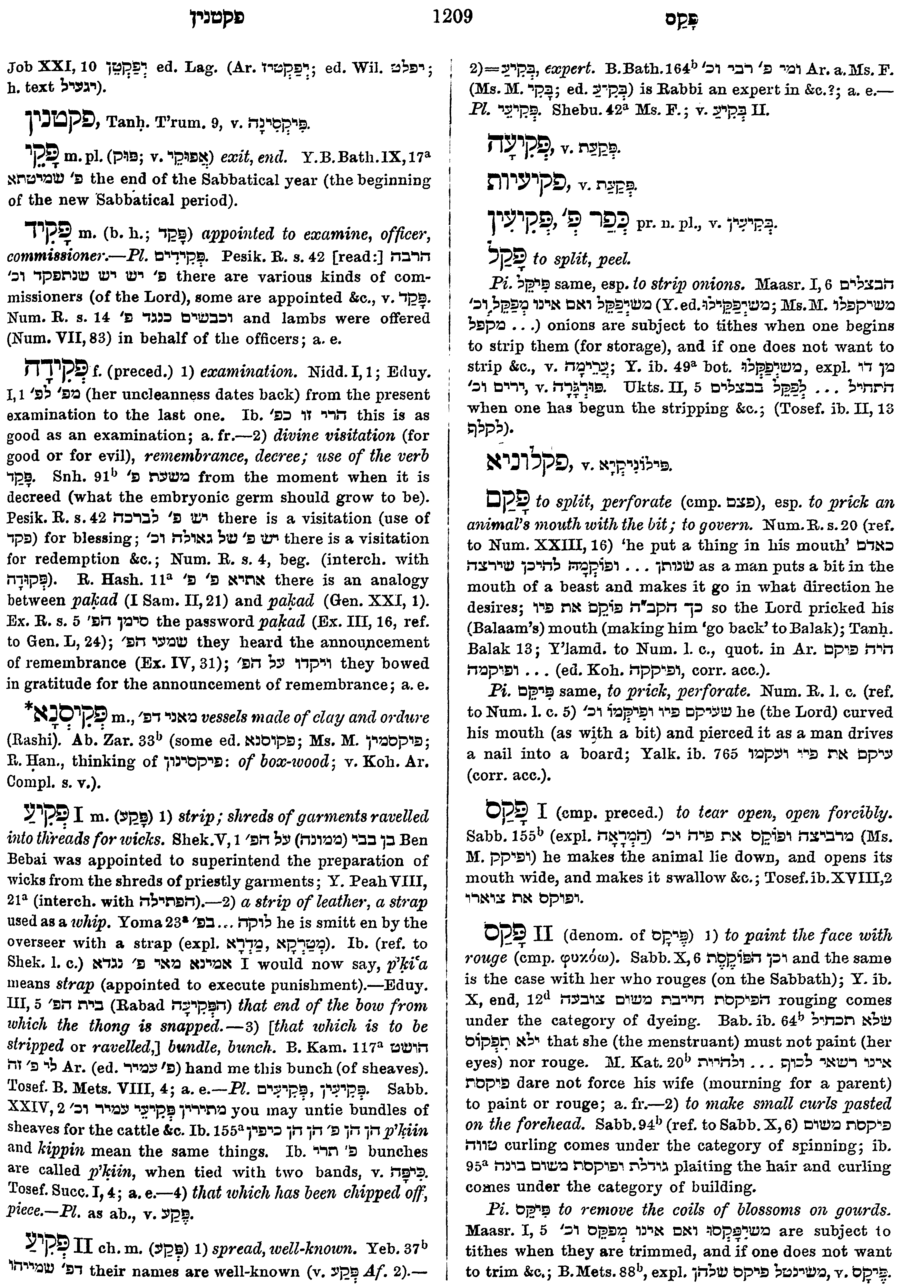 פקטנין
1209
פָּקַס
Job XXI, 10 יְפַקְּטֵן ed. Lag. (Ar. יְפַקְטֵיז; ed. Wil. יפלט;
h. text יגעיל).
פקטנין, Tanḥ. T'rum. 9, v. פִּיקְסִינָה.
פָּקֵי m. pl. (פוק; v. אֲפוּקֵי) exit, end. Y.B.Bath.IX,17ª
פ' שמיטתא the end of the Sabbatical year (the beginning
of the new Sabbatical period).
פָּקִיד m. (b. h.; פָּקַד) appointed to examine, officer,
commissioner.—Pl. פְּקִידִים. Pesik. R. s. 42 [read:] הרבה
פ' יש יש שנתפקד וכ' there are various kinds of com-
missioners (of the Lord), some are appointed &c., v. פָּקַד.
Num. R. s. 14 וכבשים כנגד פ' and lambs were offered
(Num. VII, 83) in behalf of the officers; a. e.
פְּקִידָה f. (preced.) 1) examination. Nidd. I, 1; Eduy.
I, 1 מפ' לפ' (her uncleanness dates back) from the present
examination to the last one. Ib. הרי זו כפ' this is as
good as an examination; a. fr.—2) divine visitation (for
good or for evil), remembrance, decree; use of the verb
פָּקַד. Snh. 91ᵇ משעת פ' from the moment when it is
decreed (what the embryonic germ should grow to be).
Pesik. R. s. 42 יש פ' לברכה there is a visitation (use of
פקד) for blessing; יש פ' של גאולה וכ' there is a visitation
for redemption &c.; Num. R. s. 4, beg. (interch. with
פְּקוּדָה). R. Hash. 11ª אתיא פ' פ' there is an analogy
between pakad (I Sam. II, 21) and pakad (Gen. XXI, 1).
Ex. R. s. 5 סימן הפ' the password pakad (Ex. III, 16, ref.
to Gen. L, 24); שמעו הפ' they heard the announcement
of remembrance (Ex. IV, 31); ויקדו על הפ' they bowed
in gratitude for the announcement of remembrance; a. e.
*פְּקִיסְנָא m., מאני דפ' vessels made of clay and ordure
(Rashi). Ab. Zar. 33ᵇ (some ed. פקוסנא; Ms. M. פיקסמין;
R. Ḥan., thinking of פיקסינון: of box-wood; v. Koh. Ar.
Compl. s. v.).
פְּקִיעַ I m. (פָּקַע) 1) strip; shreds of garments ravelled
into threads for wicks. Shek. V, 1 בן בבי (ממונה) על הפ' Ben
Bebai was appointed to superintend the preparation of
wicks from the shreds of priestly garments; Y. Peah VIII,
21ª (interch. with הפתילה).—2) a strip of leather, a strap
used as a whip. Yoma 23ª לוקה ... בפ' he is smitt en by the
overseer with a strap (expl. מַטְרָקָא, מַדְרָא). Ib. (ref. to
Shek. l. c.) אמינא מאי פ' נגדא I would now say, p'ki͑a
means strap (appointed to execute punishment).—Eduy.
III, 5 בית הפ' (Rabad הַפְּקִיעָה) that end of the bow from
which the thong is snapped.—3) [that which is to be
stripped or ravelled,] bundle, bunch. B. Kam. 117ª הושט
לי פ' זה Ar. (ed. פ' עמיר) hand me this bunch (of sheaves).
Tosef. B. Mets. VIII, 4; a. e.—Pl. פְּקִיעִין, פְּקִיעִים. Sabb.
XXIV, 2 מתירין פְּקִיעֵי עמיר וכ' you may untie bundles of
sheaves for the cattle &c. Ib. 155ª הן הן פ' הן הן כיפין p'kiin
and kippin mean the same things. Ib. פ' תרי bunches
are called p'kiin, when tied with two bands, v. כִּיפָּה.
Tosef. Succ. I, 4; a. e.—4) that which has been chipped off,
piece.—Pl. as ab., v. פָּקַע.
פְּקִיעַ II ch. m. (פְּקַע) 1) spread, well-known. Yeb. 37ᵇ
דפ' שמייהו their names are well-known (v. פְּקַע Af. 2).—
2)=בְּקִיעַ, expert. B. Bath. 164ᵇ ומי פ' רבי וכ' Ar. a. Ms. F.
(Ms. M. בָּקִי; ed. בְּקִיעַ) is Rabbi an expert in &c.?; a. e.—
Pl. פְּקִיעֵי. Shebu. 42ª Ms. F.; v. בְּקִיעַ II.
פְּקִיעָה, v. פְּקַעַת.
פקיעיות, v. פְּקַעַת.
פְּקִיעִין, כְּפַר פְּ' pr. n. pl., v. בְּקִיעִין.
פָּקַל to split, peel.
Pi. פִּיקֵּל same, esp. to strip onions. Maasr. I, 6 הבצלים
משיפקל ואם אינו מפקל וכ' (Y. ed. משיפקילו; Ms. M. משיקפלו
... מקפל) onions are subject to tithes when one begins
to strip them (for storage), and if one does not want to
strip &c., v. עֲרֵימָה; Y. ib. 49ª bot. משיפקלו, expl. מן דו
ירים וכ', v. פּוּרְגָּרָה. Ukts. II, 5 התחיל ... לְפַקֵּל בבצלים
when one has begun the stripping &c.; (Tosef. ib. II, 13
לקלף).
פקלוניא, v. פִּילוֹנִיקְיָא.
פָּקַם to split, perforate (cmp. פצם), esp. to prick an
animal's mouth with the bit; to govern. Num. R. s. 20 (ref.
to Num. XXIII, 16) 'he put a thing in his mouth' כאדם
שנותן ... ופוקמה להיכן שירצה as a man puts a bit in the
mouth of a beast and makes it go in what direction he
desires; כך הקב"ה פוקם את פיו so the Lord pricked his
(Balaam's) mouth (making him 'go back' to Balak); Tanḥ.
Balak 13; Y'lamd. to Num. l. c., quot. in Ar. היה פיקם
... ופיקמה (ed. Koh. ופיקקה, corr. acc.).
Pi. פִּיקֵּם same, to prick, perforate. Num. R. l. c. (ref.
to Num. l. c. 5) שעיקם פיו ופיקמו וכ' he (the Lord) curved
his mouth (as with a bit) and pierced it as a man drives
a nail into a board; Yalk. ib. 765 עיקם את פיו ועקמו
(corr. acc.).
פָּקַס I (cmp. preced.) to tear open, open forcibly.
Sabb. 155ᵇ (expl. הַמְרָאָה) מרביצה ופוקס את פיה וכ' (Ms.
M. ופיקק) he makes the animal lie down, and opens its
mouth wide, and makes it swallow &c.; Tosef. ib. XVIII, 2
ופוקס את צוארו.
פָּקַס II (denom. of פִּיקָס) 1) to paint the face with
rouge (cmp. φυκόω). Sabb. X, 6 וכן הפוקסת and the same
is the case with her who rouges (on the Sabbath); Y. ib.
X, end, 12ᵈ הפיקסת חייבת משום צובעה rouging comes
under the category of dyeing. Bab. ib. 64ᵇ שלא תכחול
ולא תפקוס that she (the menstruant) must not paint (her
eyes) nor rouge. M. Kat. 20ᵇ אינו רשאי לכוף ... ולהיות
פוקסת dare not force his wife (mourning for a parent)
to paint or rouge; a. fr.—2) to make small curls pasted
on the forehead. Sabb. 94ᵇ (ref. to Sabb. X, 6) פוקסת משום
טווה curling comes under the category of spinning; ib.
95ª גודלת ופוקסת משום בונה plaiting the hair and curling
comes under the category of building.
Pi. פִּיקֵּס to remove the coils of blossoms on gourds.
Maasr. I, 5 משיפקסו ואם אינו מפקס וכ' are subject to
tithes when they are trimmed, and if one does not want
to trim &c.; B. Mets. 88ᵇ, expl. משינטל פיקס שלהן, v. פִּיקָס.